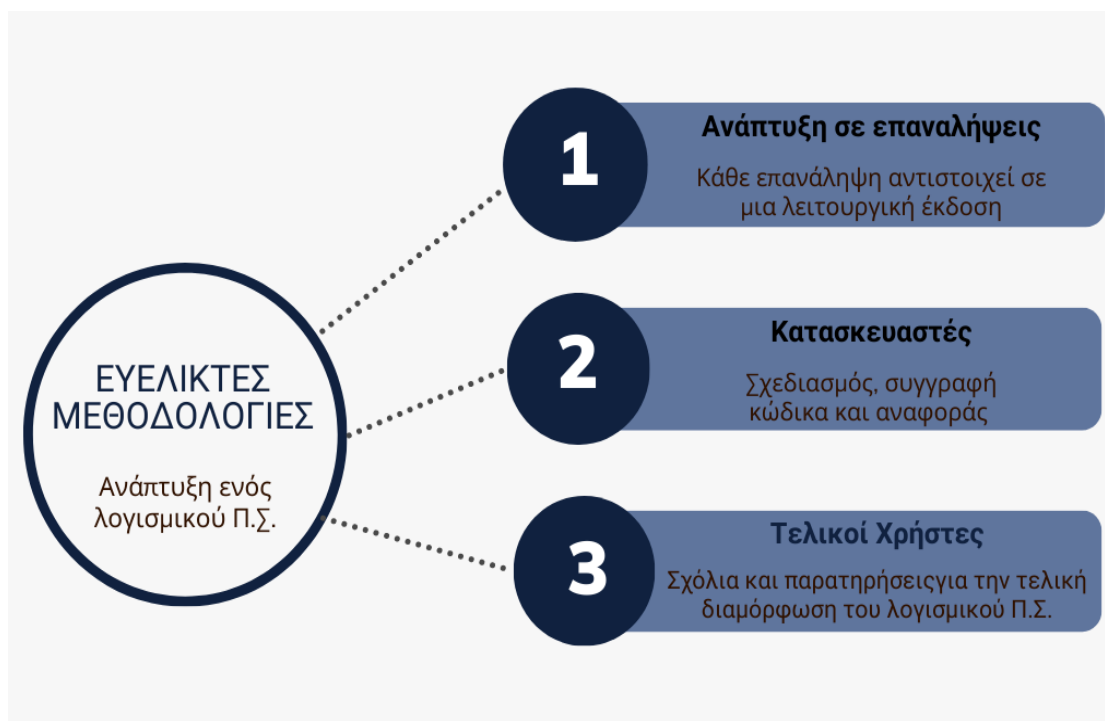 ΕΥΕΛΙΚΤΕΣ
ΜΕΘΟΔΟΛΟΓΙΕΣ
Ανάπτυξη ενός
λογισμικού Π.Σ.
1
Ανάπτυξη σε επαναλήψεις
Κάθε επανάληψη αντιστοιχεί σε
μια λειτουργική έκδοση
2
Κατασκευαστές
Σχεδιασμός, συγγραφή
κώδικα και αναφοράς
3
Τελικοί Χρήστες
Σχόλια και παρατηρήσειςγια την τελική
διαμόρφωση του λογισμικού Π.Σ.